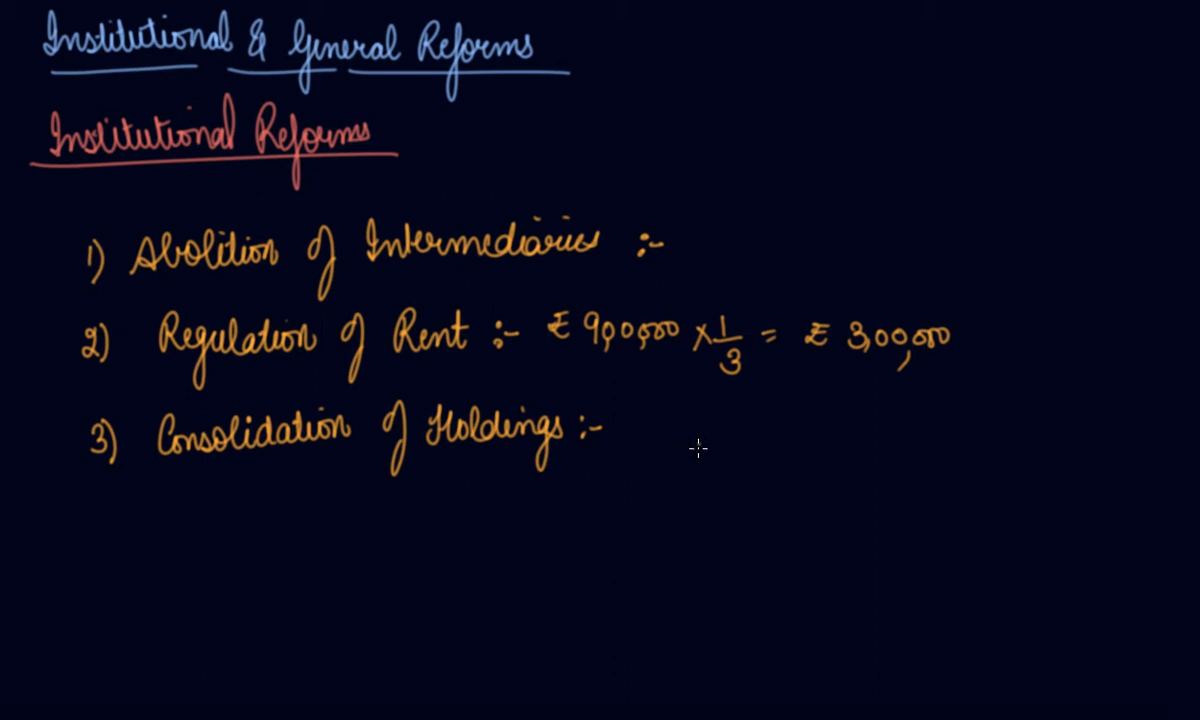 Institutional & General Reforms
Institutional Reforms
1) Abolition of Intermediaries :-
2) Regulation of Rent :- ₹ 9,00,000 × 1/3 = ₹ 3,00,000
3) Consolidation of Holdings :-